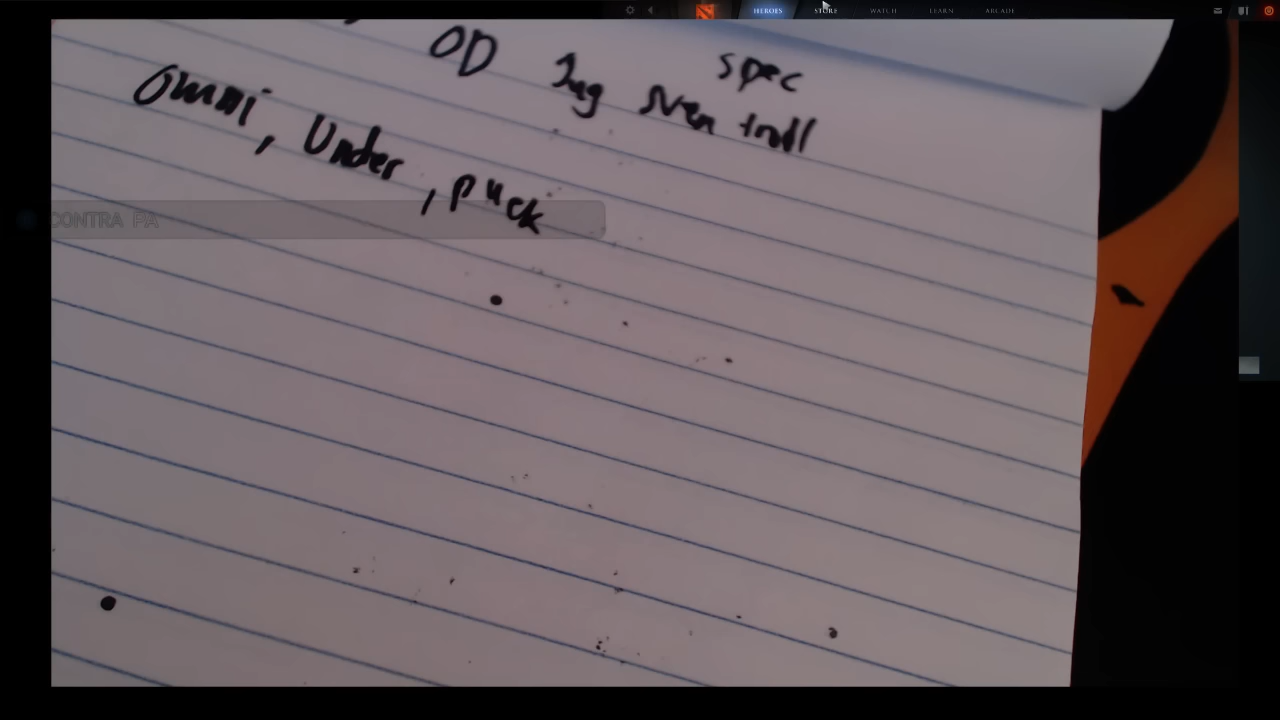 HEROES STORE WATCH LEARN ARCADE
spec
OD Jug Sven troll
Omni, Under, puck
CONTRA PA